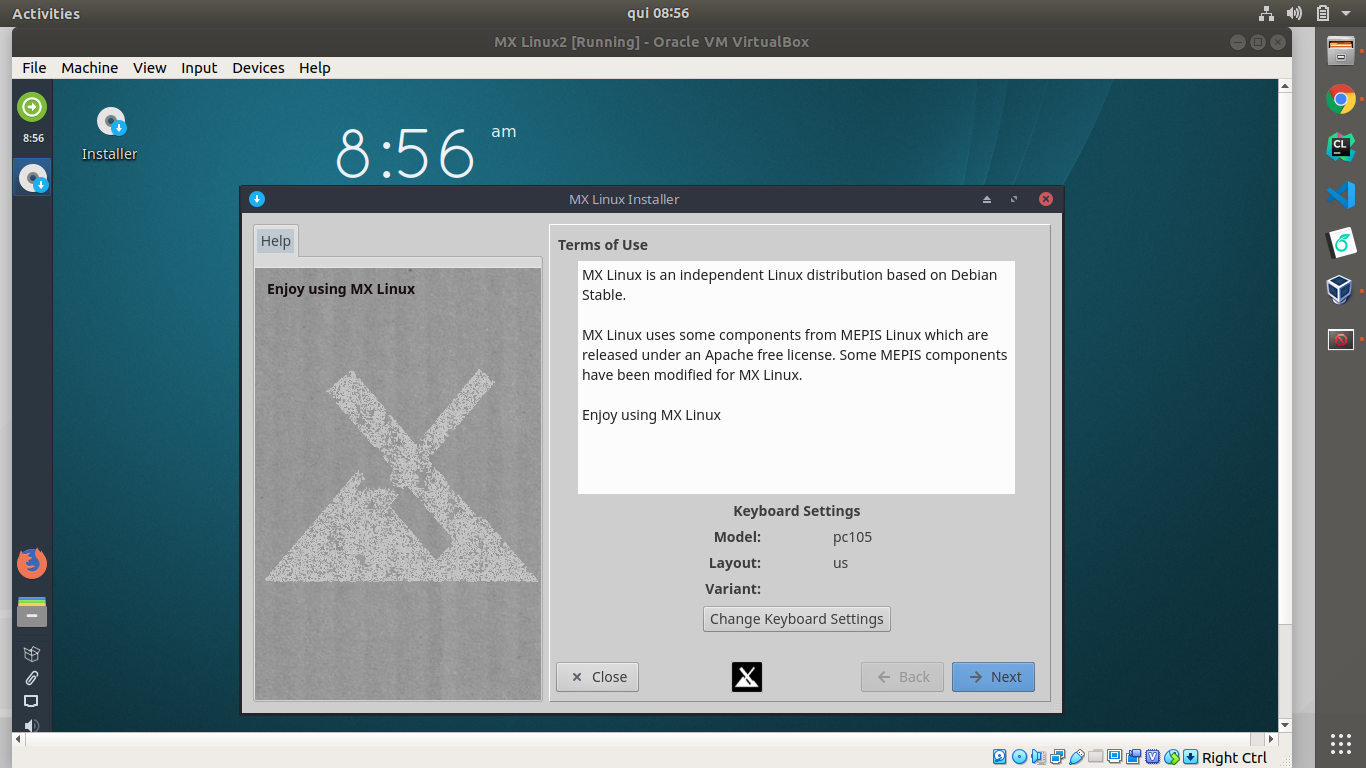 Activities
qui 08:56
MX Linux2 [Running] - Oracle VM VirtualBox
File Machine View Input Devices Help
8:56
Installer
8:56 am
MX Linux Installer
Help
Enjoy using MX Linux
Terms of Use
MX Linux is an independent Linux distribution based on Debian
Stable.
MX Linux uses some components from MEPIS Linux which are
released under an Apache free license. Some MEPIS components
have been modified for MX Linux.
Enjoy using MX Linux
Keyboard Settings
Model: pc105
Layout: us
Variant:
Change Keyboard Settings
Close
Back
Next
CL
Right Ctrl